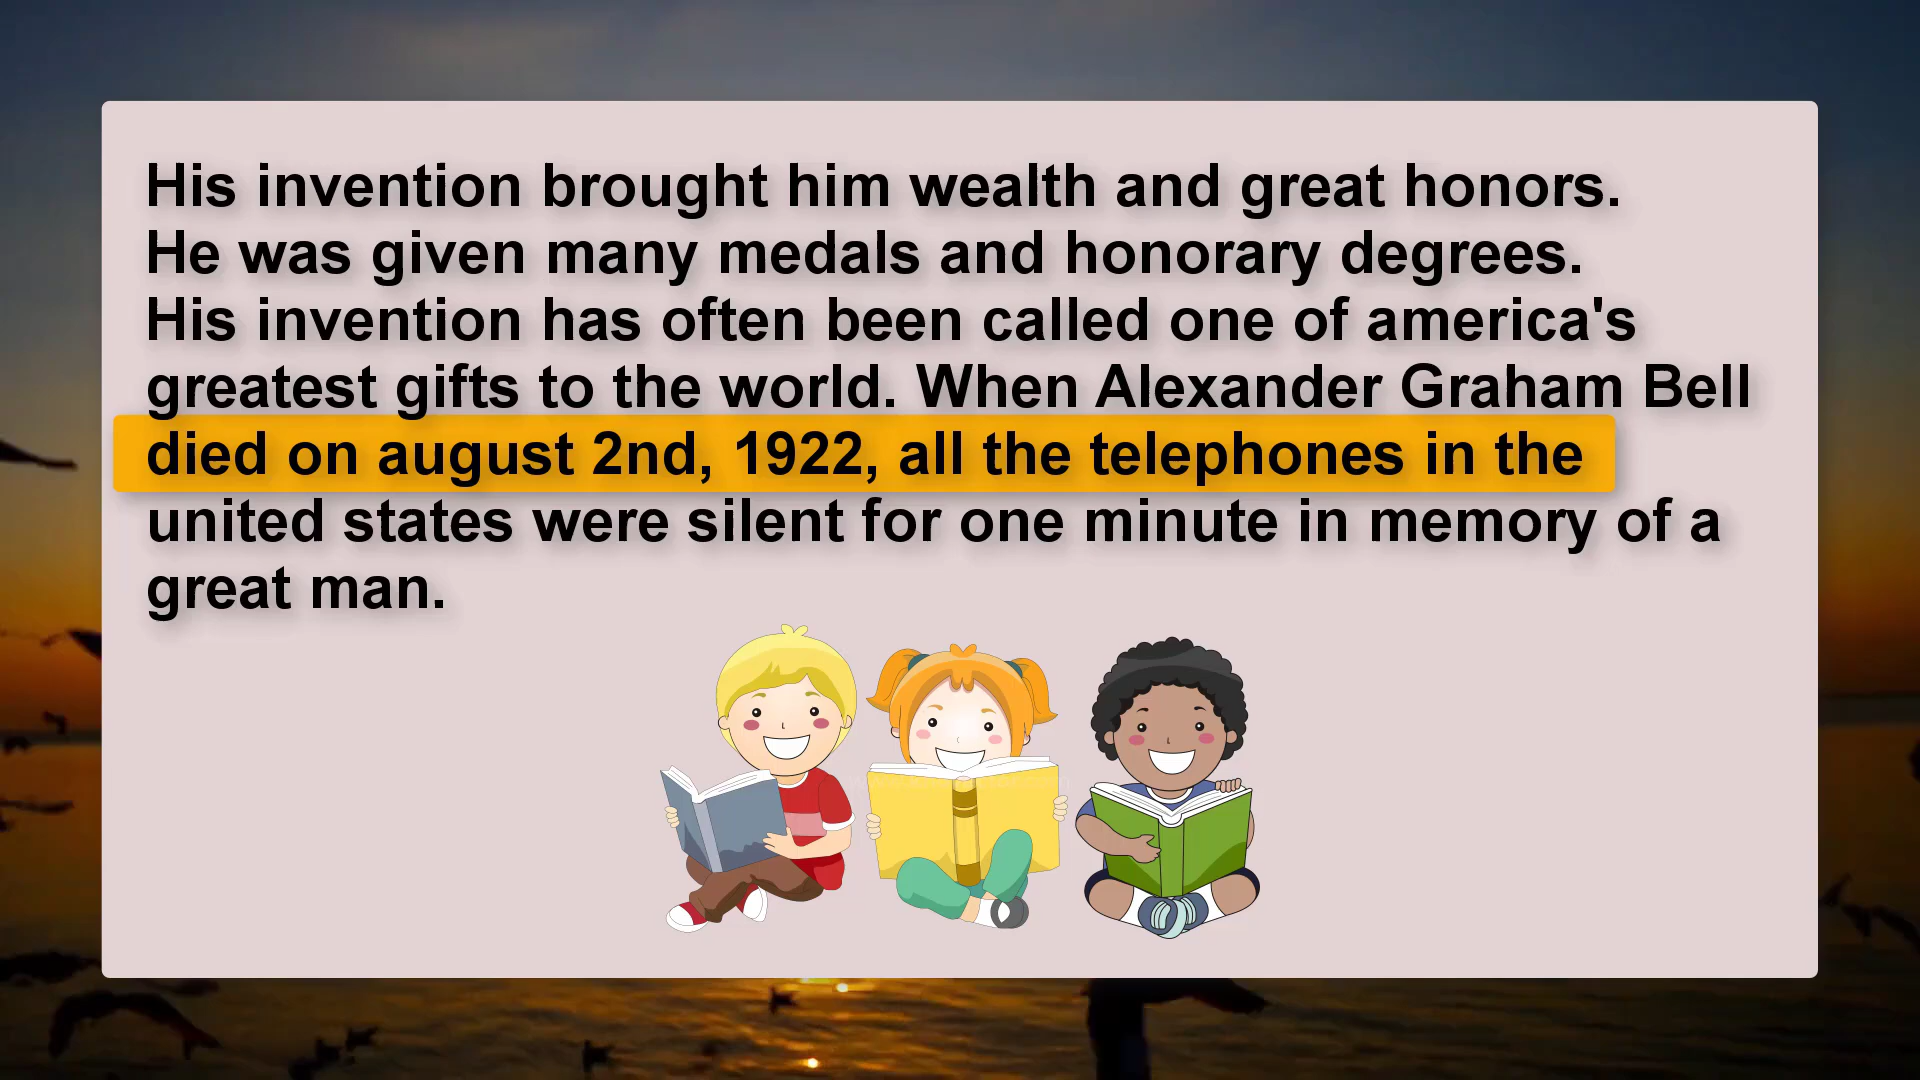 His invention brought him wealth and great honors.
He was given many medals and honorary degrees.
His invention has often been called one of america's
greatest gifts to the world. When Alexander Graham Bell
died on august 2nd, 1922, all the telephones in the
united states were silent for one minute in memory of a
great man.